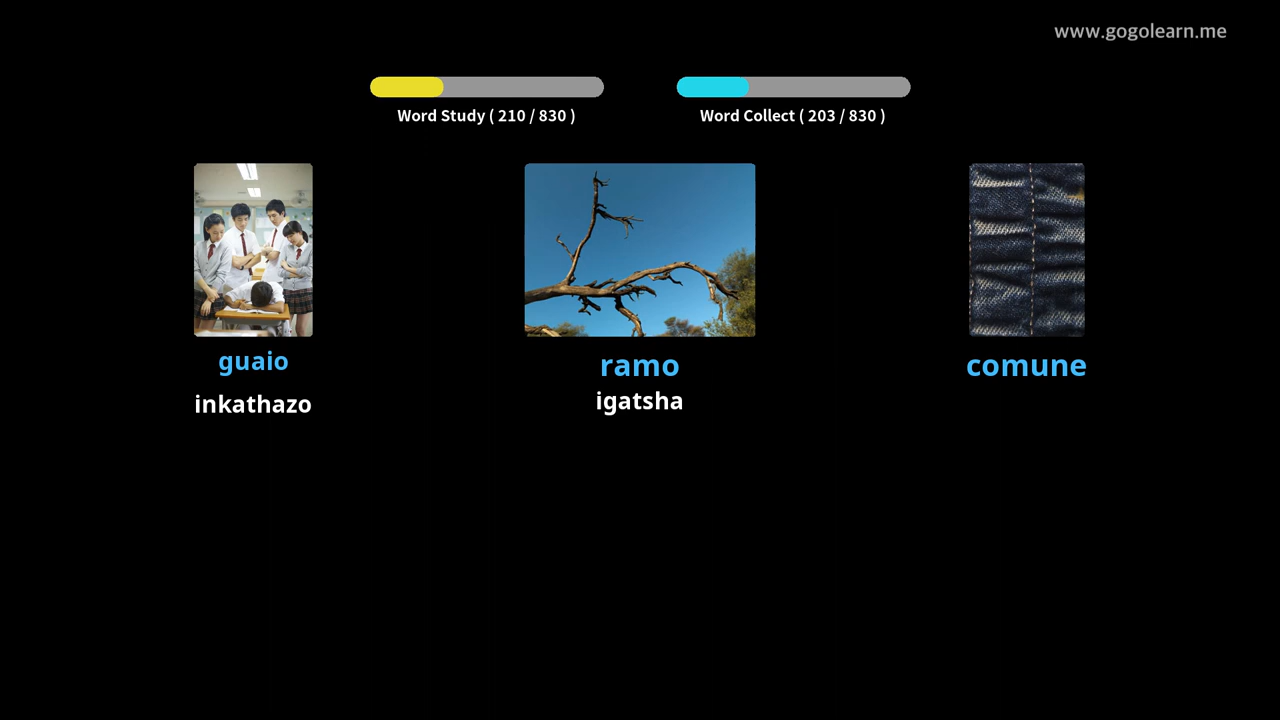 www.gogolearn.me
Word Study ( 210 / 830 )
Word Collect ( 203 / 830 )
guaio
inkathazo
ramo
igatsha
comune